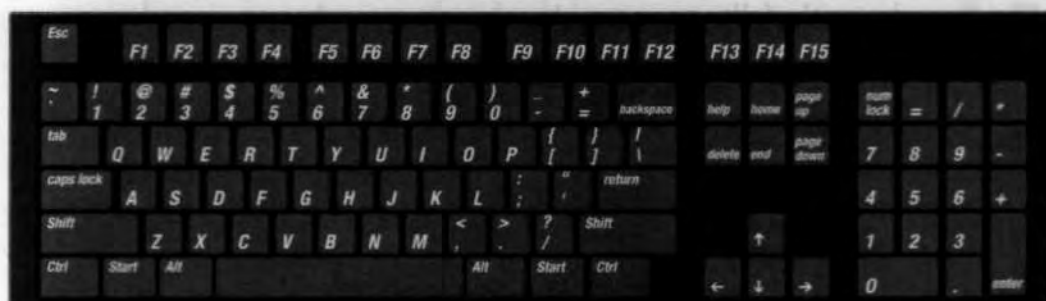 Esc F1 F2 F3 F4 F5 F6 F7 F8 F9 F10 F11 F12 F13 F14 F15
~ ! @ # $ % ^ & * ( ) _ +
` 1 2 3 4 5 6 7 8 9 0 - = backspace help home page up num lock = / *
tab Q W E R T Y U I O P { [ } ] ! \ delete end page down 7 8 9 -
caps lock A S D F G H J K L : ; " ' return 4 5 6 +
Shift Z X C V B N M < , > . ? / Shift ↑ 1 2 3
Ctrl Start Alt Alt Start Ctrl ← ↓ → 0 . enter